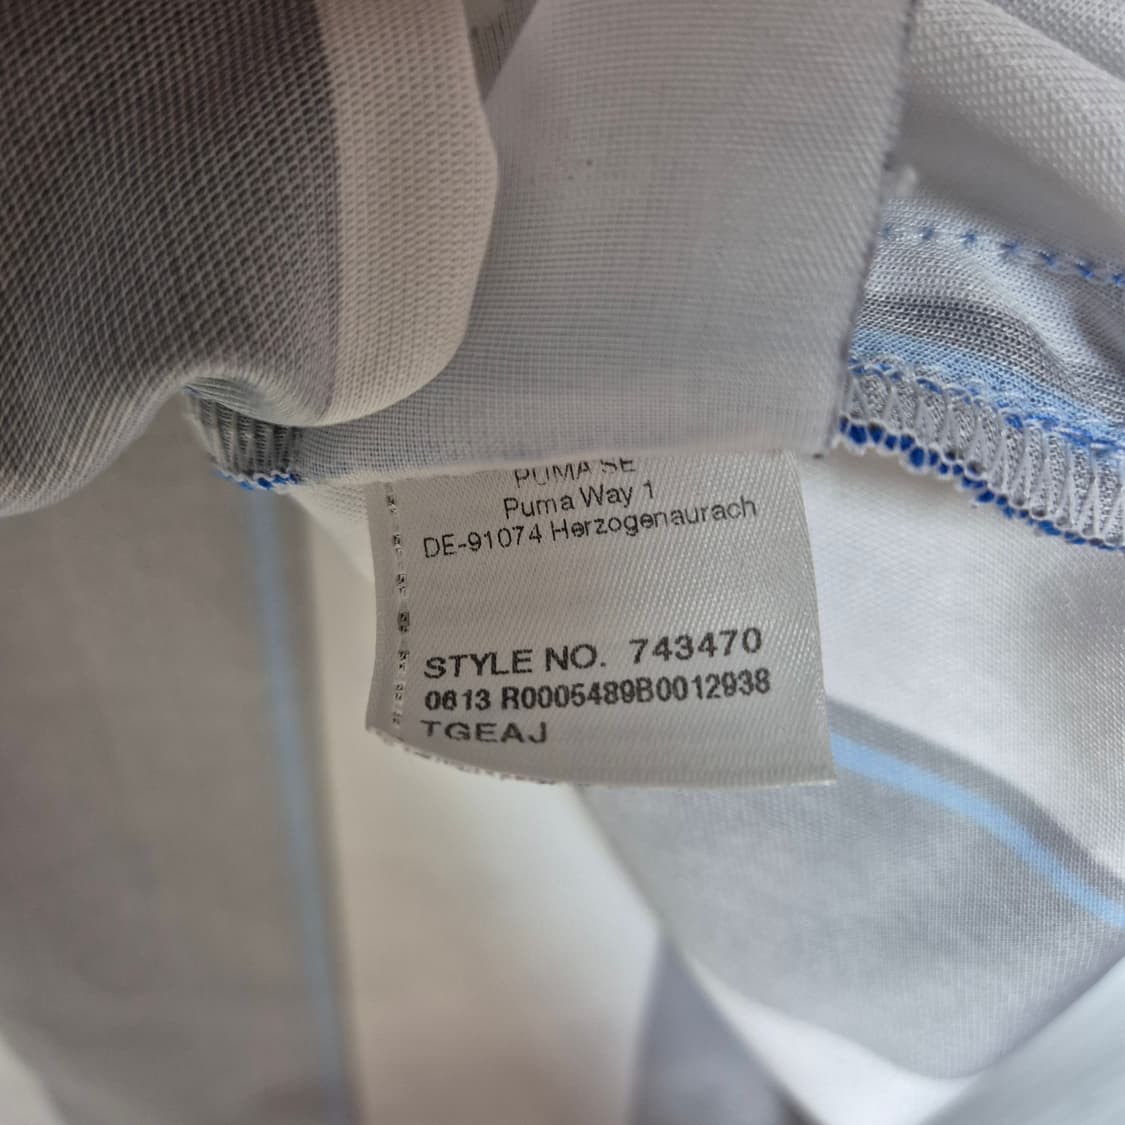 PUMA SE
Puma Way 1
DE-91074 Herzogenaurach
STYLE NO. 743470
0613 R0005489B0012938
TGEAJ